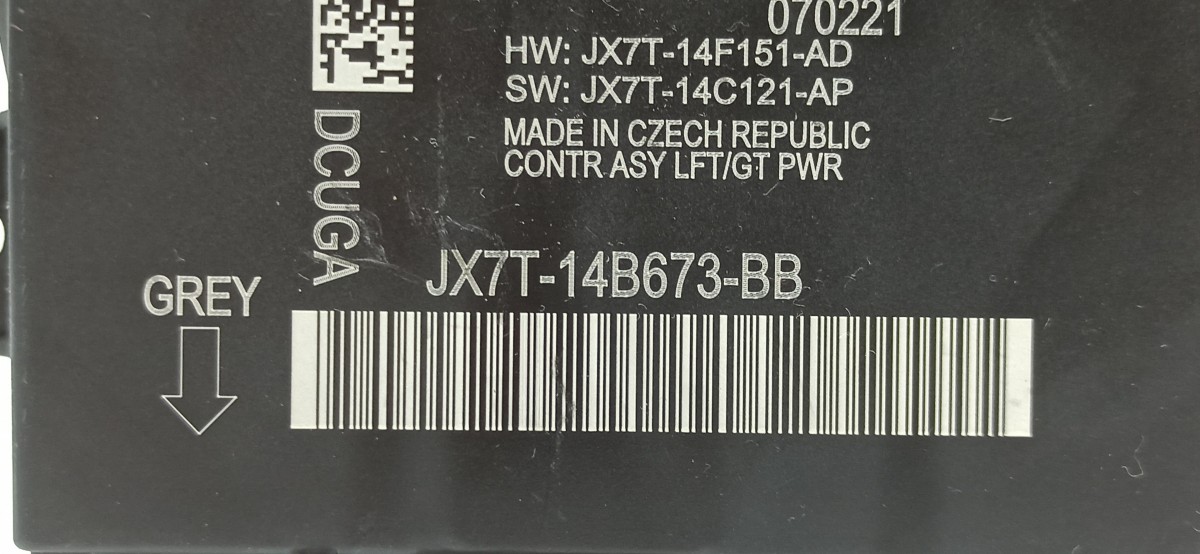 070221
HW: JX7T-14F151-AD
SW: JX7T-14C121-AP
MADE IN CZECH REPUBLIC
CONTR ASY LFT/GT PWR
DCUGA
JX7T-14B673-BB
GREY